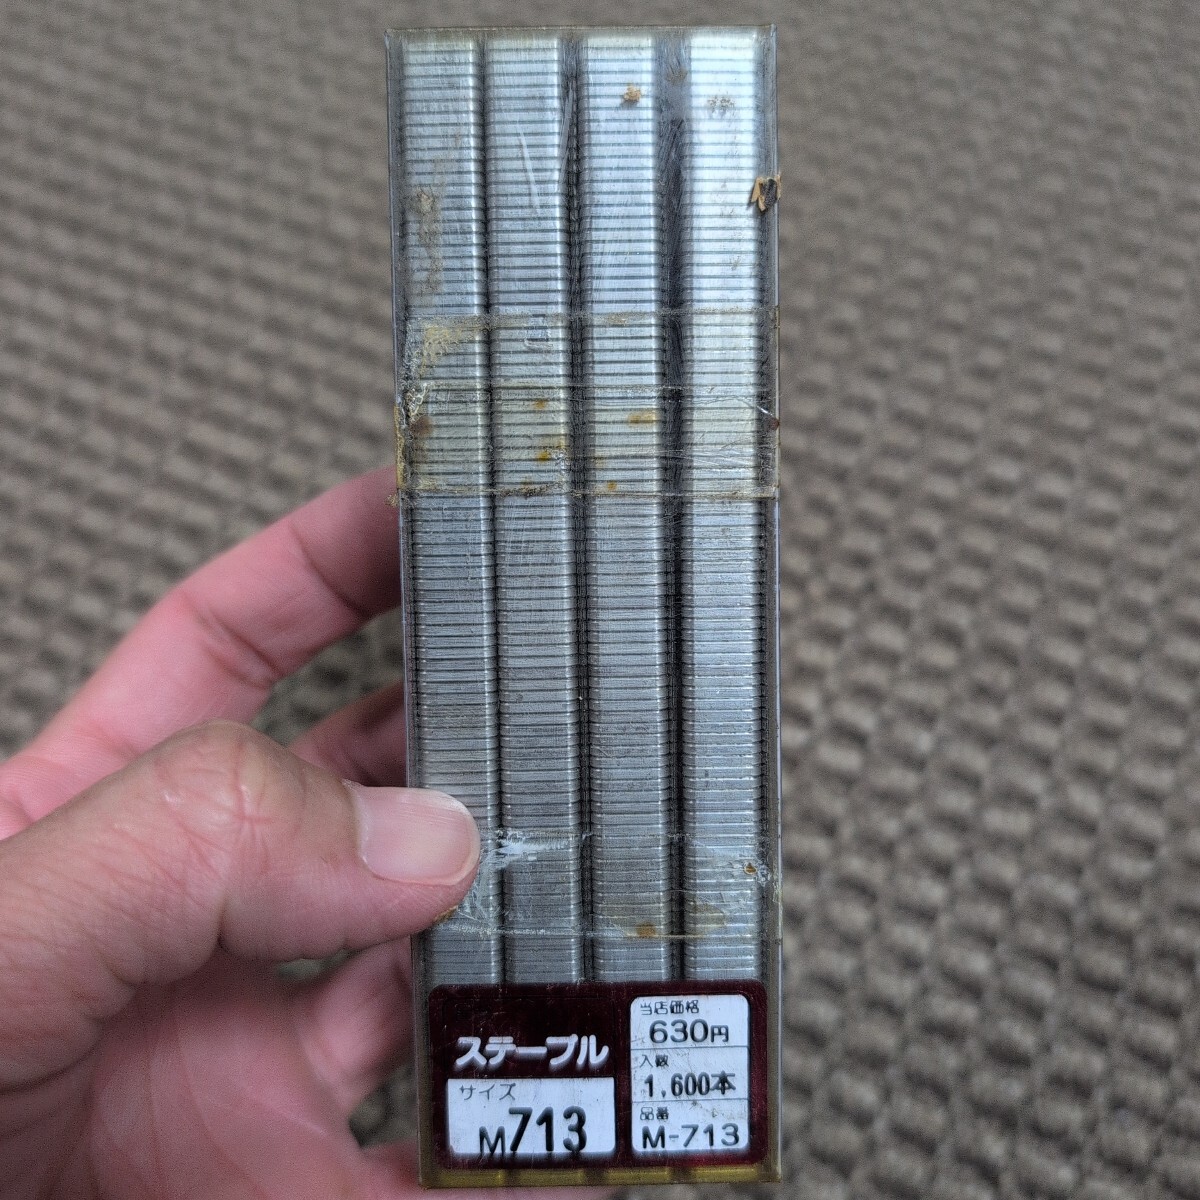 ステープル
サイズ
M713
当店価格
630円
入数
1,600本
品番
M-713